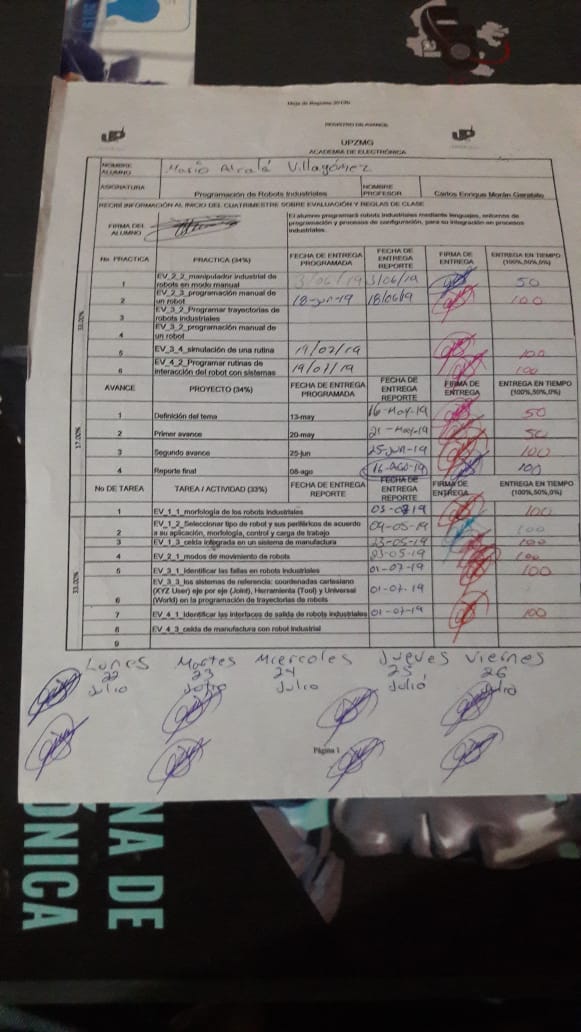 REGISTRO DE AVANCE
UPZMG
ACADEMIA DE ELECTRÓNICA
NOMBRE ALUMNO Mario Alcalá Villagómez
ASIGNATURA Programación de Robots Industriales NOMBRE PROFESOR Carlos Enrique Morán Garabito
RECIBÍ INFORMACIÓN AL INICIO DEL CUATRIMESTRE SOBRE EVALUACIÓN Y REGLAS DE CLASE
FIRMA DEL ALUMNO El alumno programará robots industriales mediante lenguajes, entornos de programación y procesos de configuración, para su integración en procesos industriales.
No. PRACTICA PRACTICA (34%) FECHA DE ENTREGA PROGRAMADA FECHA DE ENTREGA REPORTE FIRMA DE ENTREGA ENTREGA EN TIEMPO (100%,50%,0%)
33.00%
1 EV_2_2_manipulador industrial de robots en modo manual 3/06/19 3/06/19 50
2 EV_2_3_programación manual de un robot 18-jun-19 18/06/19 100
3 EV_3_2_Programar trayectorias de robots industriales
4 EV_3_2_programación manual de un robot
5 EV_3_4_simulación de una rutina 19/07/19 100
6 EV_4_2_Programar rutinas de interacción del robot con sistemas 19/07/19 100
AVANCE PROYECTO (34%) FECHA DE ENTREGA PROGRAMADA FECHA DE ENTREGA REPORTE FIRMA DE ENTREGA ENTREGA EN TIEMPO (100%,50%,0%)
17.00%
1 Definición del tema 13-may 16-May-19 50
2 Primer avance 20-may 21-May-19 50
3 Segundo avance 25-jun 25-jun-19 100
4 Reporte final 08-ago 16-AGO-19 100
No DE TAREA TAREA / ACTIVIDAD (33%) FECHA DE ENTREGA REPORTE FECHA DE ENTREGA REPORTE FIRMA DE ENTREGA ENTREGA EN TIEMPO (100%,50%,0%)
33.00%
1 EV_1_1_morfología de los robots industriales 100
2 EV_1_2_Seleccionar tipo de robot y sus periféricos de acuerdo a su aplicación, morfología, control y carga de trabajo 09-05-19 100
3 EV_1_3_celda integrada en un sistema de manufactura 23-05-19 100
4 EV_2_1_modos de movimiento de robots 23-05-19 100
5 EV_3_1_Identificar las fallas en robots industriales 01-07-19 100
6 EV_3_3_los sistemas de referencia: coordenadas cartesiano (XYZ User) eje por eje (Joint), Herramienta (Tool) y Universal (World) en la programación de trayectorias de robots 01-07-19
7 EV_4_1_Identificar las interfaces de salida de robots industriales 01-07-19 100
8 EV_4_3_celda de manufactura con robot industrial
9
Lunes Martes Miercoles Jueves Viernes
22 23 24 25 26
Julio Julio Julio Julió
Página 1
NA DE
ÓNICA